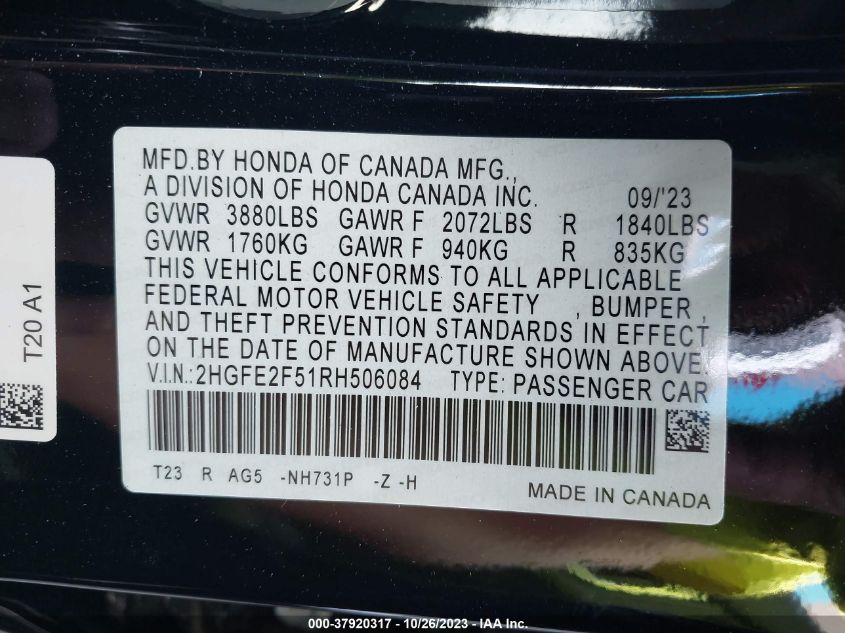 MFD.BY HONDA OF CANADA MFG.,
A DIVISION OF HONDA CANADA INC. 09/'23
GVWR 3880LBS GAWR F 2072LBS R 1840LBS
GVWR 1760KG GAWR F 940KG R 835KG
THIS VEHICLE CONFORMS TO ALL APPLICABLE
FEDERAL MOTOR VEHICLE SAFETY , BUMPER ,
AND THEFT PREVENTION STANDARDS IN EFFECT
ON THE DATE OF MANUFACTURE SHOWN ABOVE.
V.I.N.:2HGFE2F51RH506084 TYPE: PASSENGER CAR
T23 R AG5 -NH731P -Z -H
MADE IN CANADA
T20 A1
000-37920317 - 10/26/2023 - IAA Inc.